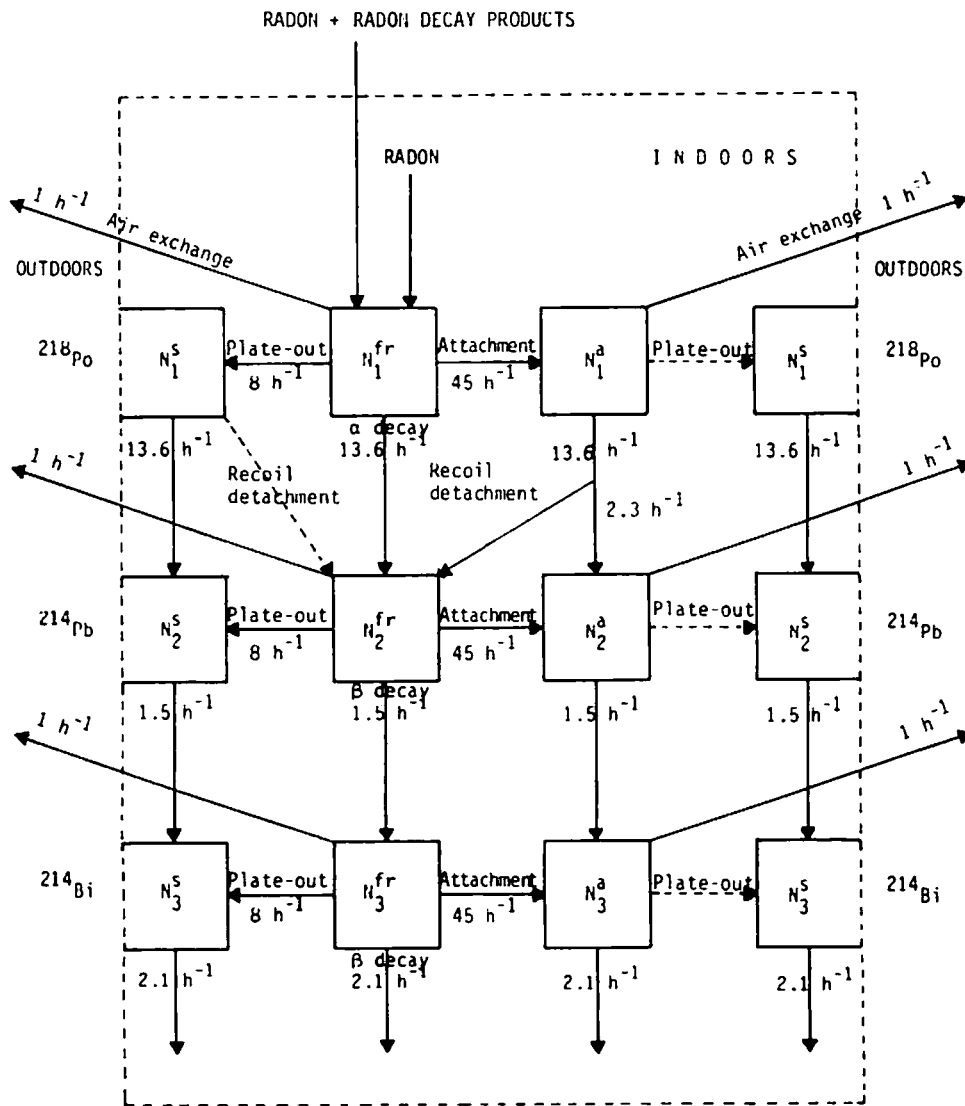 RADON + RADON DECAY PRODUCTS
RADON
I N D O O R S
1 h⁻¹
Air exchange
Air exchange 1 h⁻¹
OUTDOORS
OUTDOORS
²¹⁸Po
N₁ˢ
Plate-out
8 h⁻¹
N₁ᶠʳ
Attachment
45 h⁻¹
N₁ᵃ
Plate-out
N₁ˢ
²¹⁸Po
α decay
13.6 h⁻¹
13.6 h⁻¹
13.6 h⁻¹
13.6 h⁻¹
1 h⁻¹
Recoil
detachment
Recoil
detachment
2.3 h⁻¹
1 h⁻¹
²¹⁴Pb
N₂ˢ
Plate-out
8 h⁻¹
N₂ᶠʳ
Attachment
45 h⁻¹
N₂ᵃ
Plate-out
N₂ˢ
²¹⁴Pb
β decay
1.5 h⁻¹
1.5 h⁻¹
1.5 h⁻¹
1.5 h⁻¹
1 h⁻¹
1 h⁻¹
²¹⁴Bi
N₃ˢ
Plate-out
8 h⁻¹
N₃ᶠʳ
Attachment
45 h⁻¹
N₃ᵃ
Plate-out
N₃ˢ
²¹⁴Bi
β decay
2.1 h⁻¹
2.1 h⁻¹
2.1 h⁻¹
2.1 h⁻¹